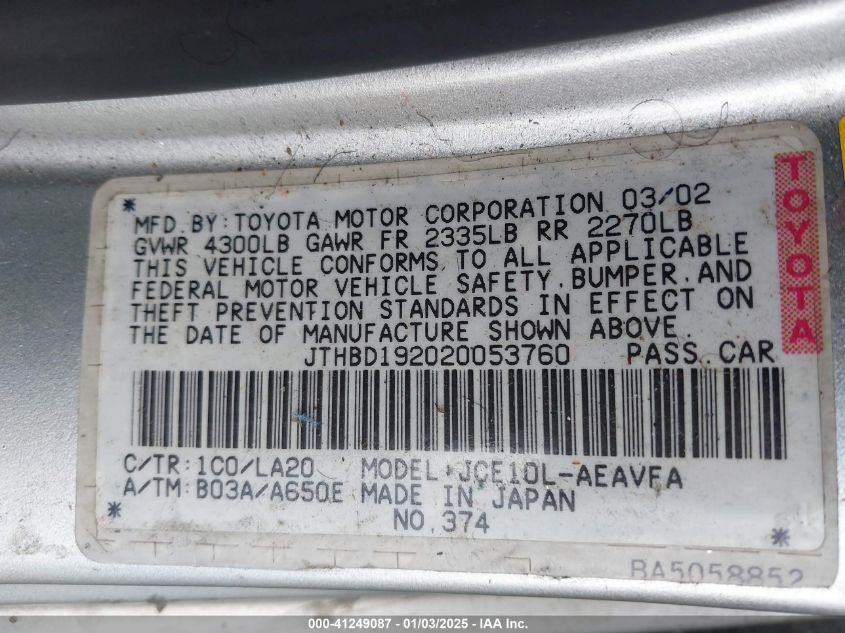 MFD. BY: TOYOTA MOTOR CORPORATION 03/02
GVWR 4300LB GAWR FR 2335LB RR 2270LB
THIS VEHICLE CONFORMS TO ALL APPLICABLE
FEDERAL MOTOR VEHICLE SAFETY, BUMPER, AND
THEFT PREVENTION STANDARDS IN EFFECT ON
THE DATE OF MANUFACTURE SHOWN ABOVE.
JTHBD192020053760 PASS. CAR
C/TR: 1C0/LA20 MODEL: JCE10L-AEAVFA
A/TM: B03A/A650E MADE IN JAPAN
NO. 374
TOYOTA
BA5058852
000-41249087 - 01/03/2025 - IAA Inc.